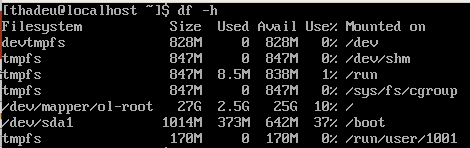 [thadeu@localhost ~]$ df -h
Filesystem Size Used Avail Use% Mounted on
devtmpfs 828M 0 828M 0% /dev
tmpfs 847M 0 847M 0% /dev/shm
tmpfs 847M 8.5M 838M 1% /run
tmpfs 847M 0 847M 0% /sys/fs/cgroup
/dev/mapper/ol-root 27G 2.5G 25G 10% /
/dev/sda1 1014M 373M 642M 37% /boot
tmpfs 170M 0 170M 0% /run/user/1001